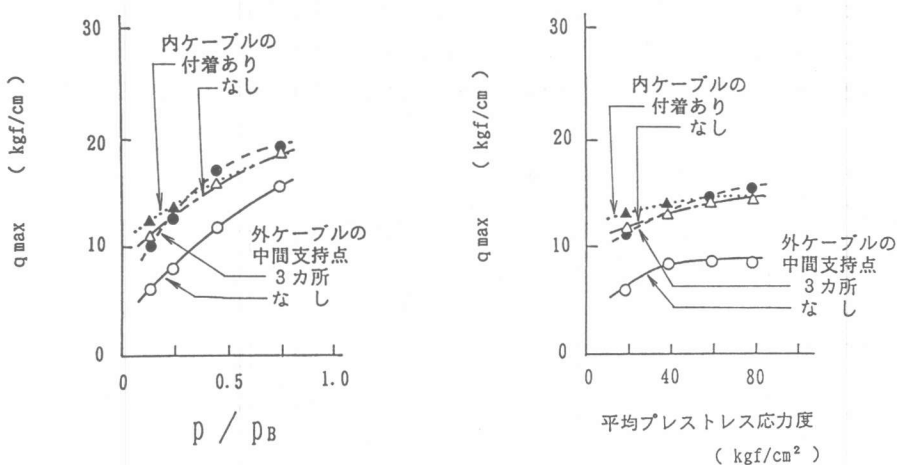 30
内ケーブルの
付着あり
なし
20
10
0
qmax ( kgf/cm )
外ケーブルの
中間支持点
3カ所
なし
0 0.5 1.0
p / pB
30
内ケーブルの
付着あり
なし
20
10
0
qmax ( kgf/cm )
外ケーブルの
中間支持点
3カ所
なし
0 40 80
平均プレストレス応力度
( kgf/cm² )